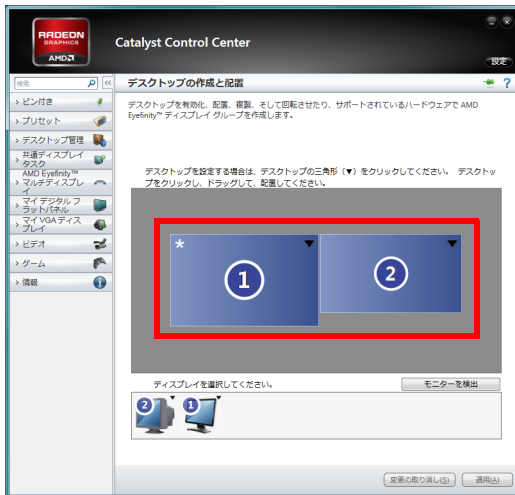 RADEON
GRAPHICS
AMD
Catalyst Control Center
設定
検索
デスクトップの作成と配置
?
ピン付き
プリセット
デスクトップ管理
共通ディスプレイ
タスク
AMD Eyefinity™
マルチディスプレ
イ
マイ デジタル フ
ラットパネル
マイ VGA ディス
プレイ
ビデオ
ゲーム
情報
デスクトップを有効化、配置、複製、そして回転させたり、サポートされているハードウェアで AMD
Eyefinity™ ディスプレイ グループを作成します。
デスクトップを設定する場合は、デスクトップの三角形（▼）をクリックしてください。 デスクトッ
プをクリックし、ドラッグして、配置してください。
*
1
2
ディスプレイを選択してください。
モニターを検出
2
1
変更の取り消し(S)
適用(A)